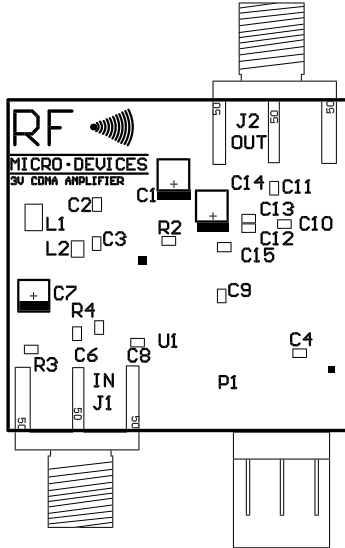 RF
MICRO·DEVICES
3V CDMA AMPLIFIER
50
J2
OUT
50
50
C1
C14
C11
C2
C13
C10
L1
C12
L2
C3
R2
C15
C7
C9
R4
R3
C6
C8
U1
C4
IN
J1
P1
50
50
50